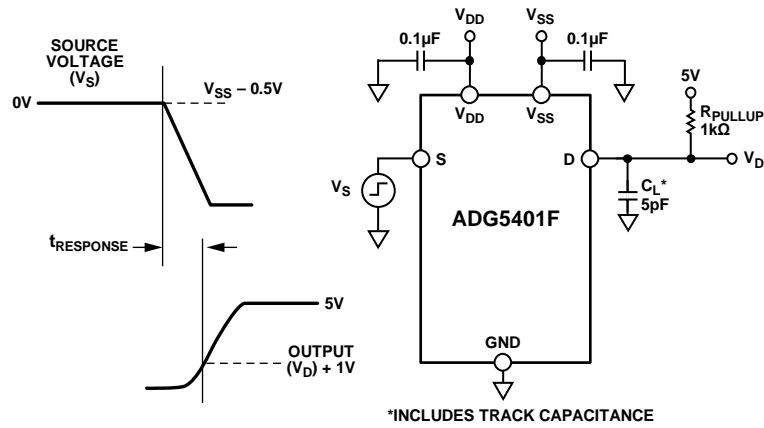 SOURCE
VOLTAGE
(VS)
0V
VSS – 0.5V
tRESPONSE
5V
OUTPUT
(VD) + 1V
VDD
VSS
0.1µF
0.1µF
VDD
VSS
5V
RPULLUP
1kΩ
S
D
VD
VS
CL*
5pF
ADG5401F
GND
*INCLUDES TRACK CAPACITANCE